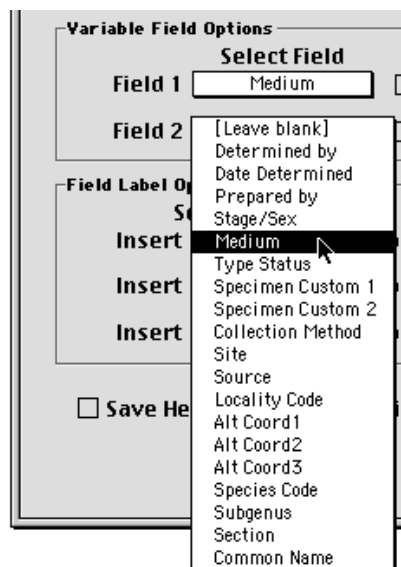 Variable Field Options
Select Field
Field 1 Medium
Field 2
[Leave blank]
Determined by
Date Determined
Prepared by
Stage/Sex
Medium
Type Status
Specimen Custom 1
Specimen Custom 2
Collection Method
Site
Source
Locality Code
Alt Coord1
Alt Coord2
Alt Coord3
Species Code
Subgenus
Section
Common Name
Field Label O
S
Insert
Insert
Insert
Save He